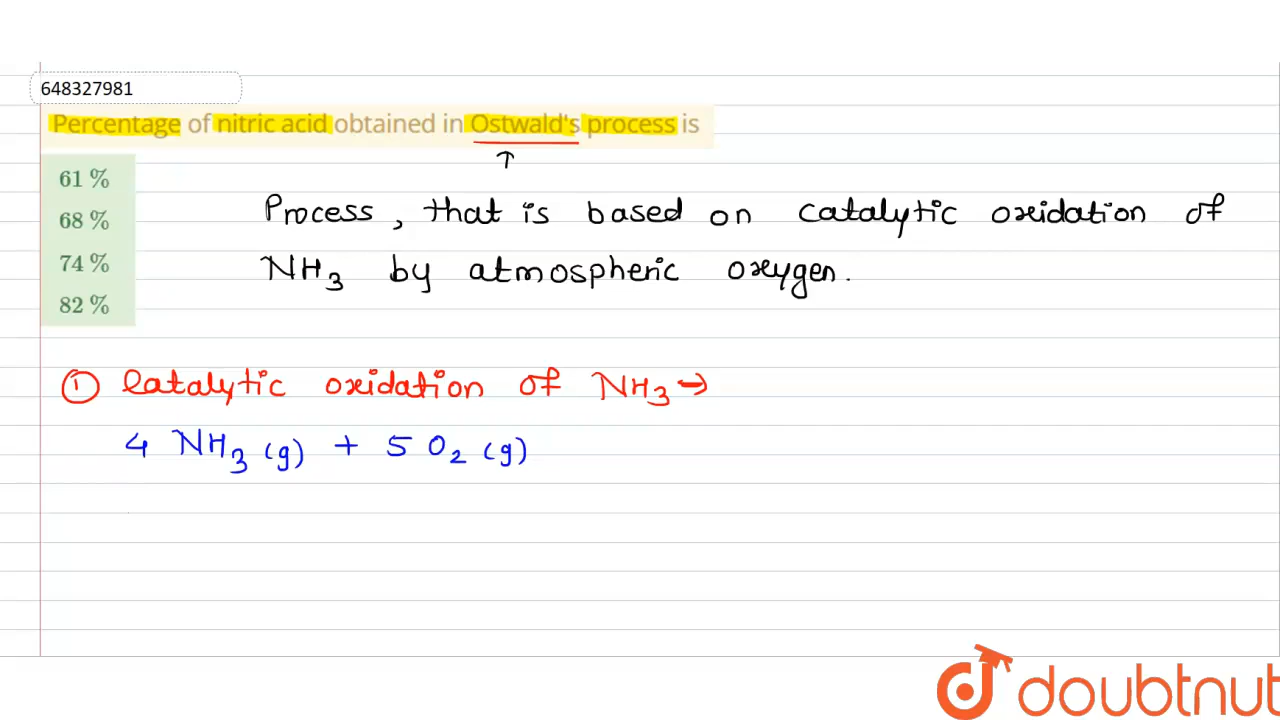 648327981
Percentage of nitric acid obtained in Ostwald's process is
61 %
68 %
74 %
82 %
↑
Process, that is based on catalytic oxidation of
NH3 by atmospheric oxygen.
① Catalytic oxidation of NH3 →
4 NH3 (g) + 5 O2 (g)
doubtnut